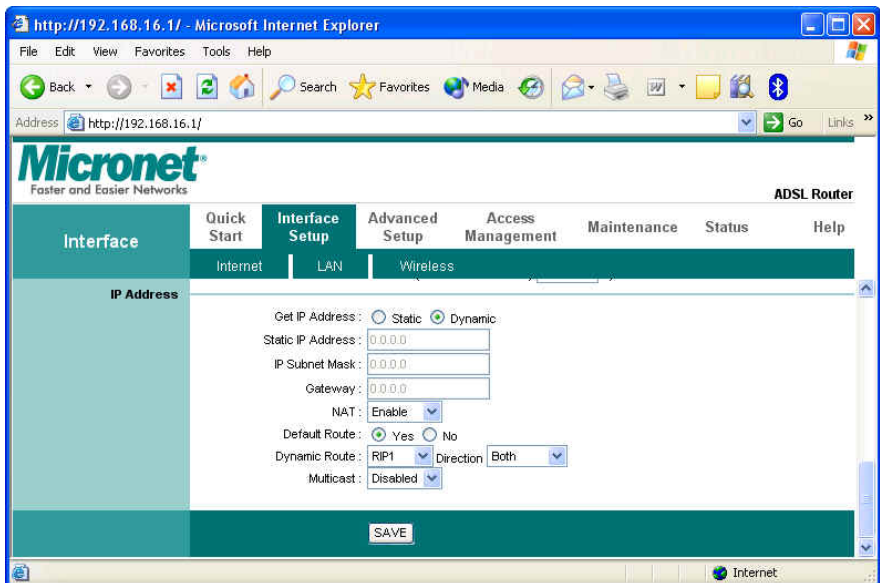 http://192.168.16.1/ - Microsoft Internet Explorer
File Edit View Favorites Tools Help
Back Search Favorites Media
Address http://192.168.16.1/ Go Links »
Micronet®
Faster and Easier Networks
ADSL Router
Interface
Quick Start Interface Setup Advanced Setup Access Management Maintenance Status Help
Internet LAN Wireless
IP Address
Get IP Address : Static Dynamic
Static IP Address : 0.0.0.0
IP Subnet Mask : 0.0.0.0
Gateway : 0.0.0.0
NAT : Enable
Default Route : Yes No
Dynamic Route : RIP1 Direction Both
Multicast : Disabled
SAVE
Internet